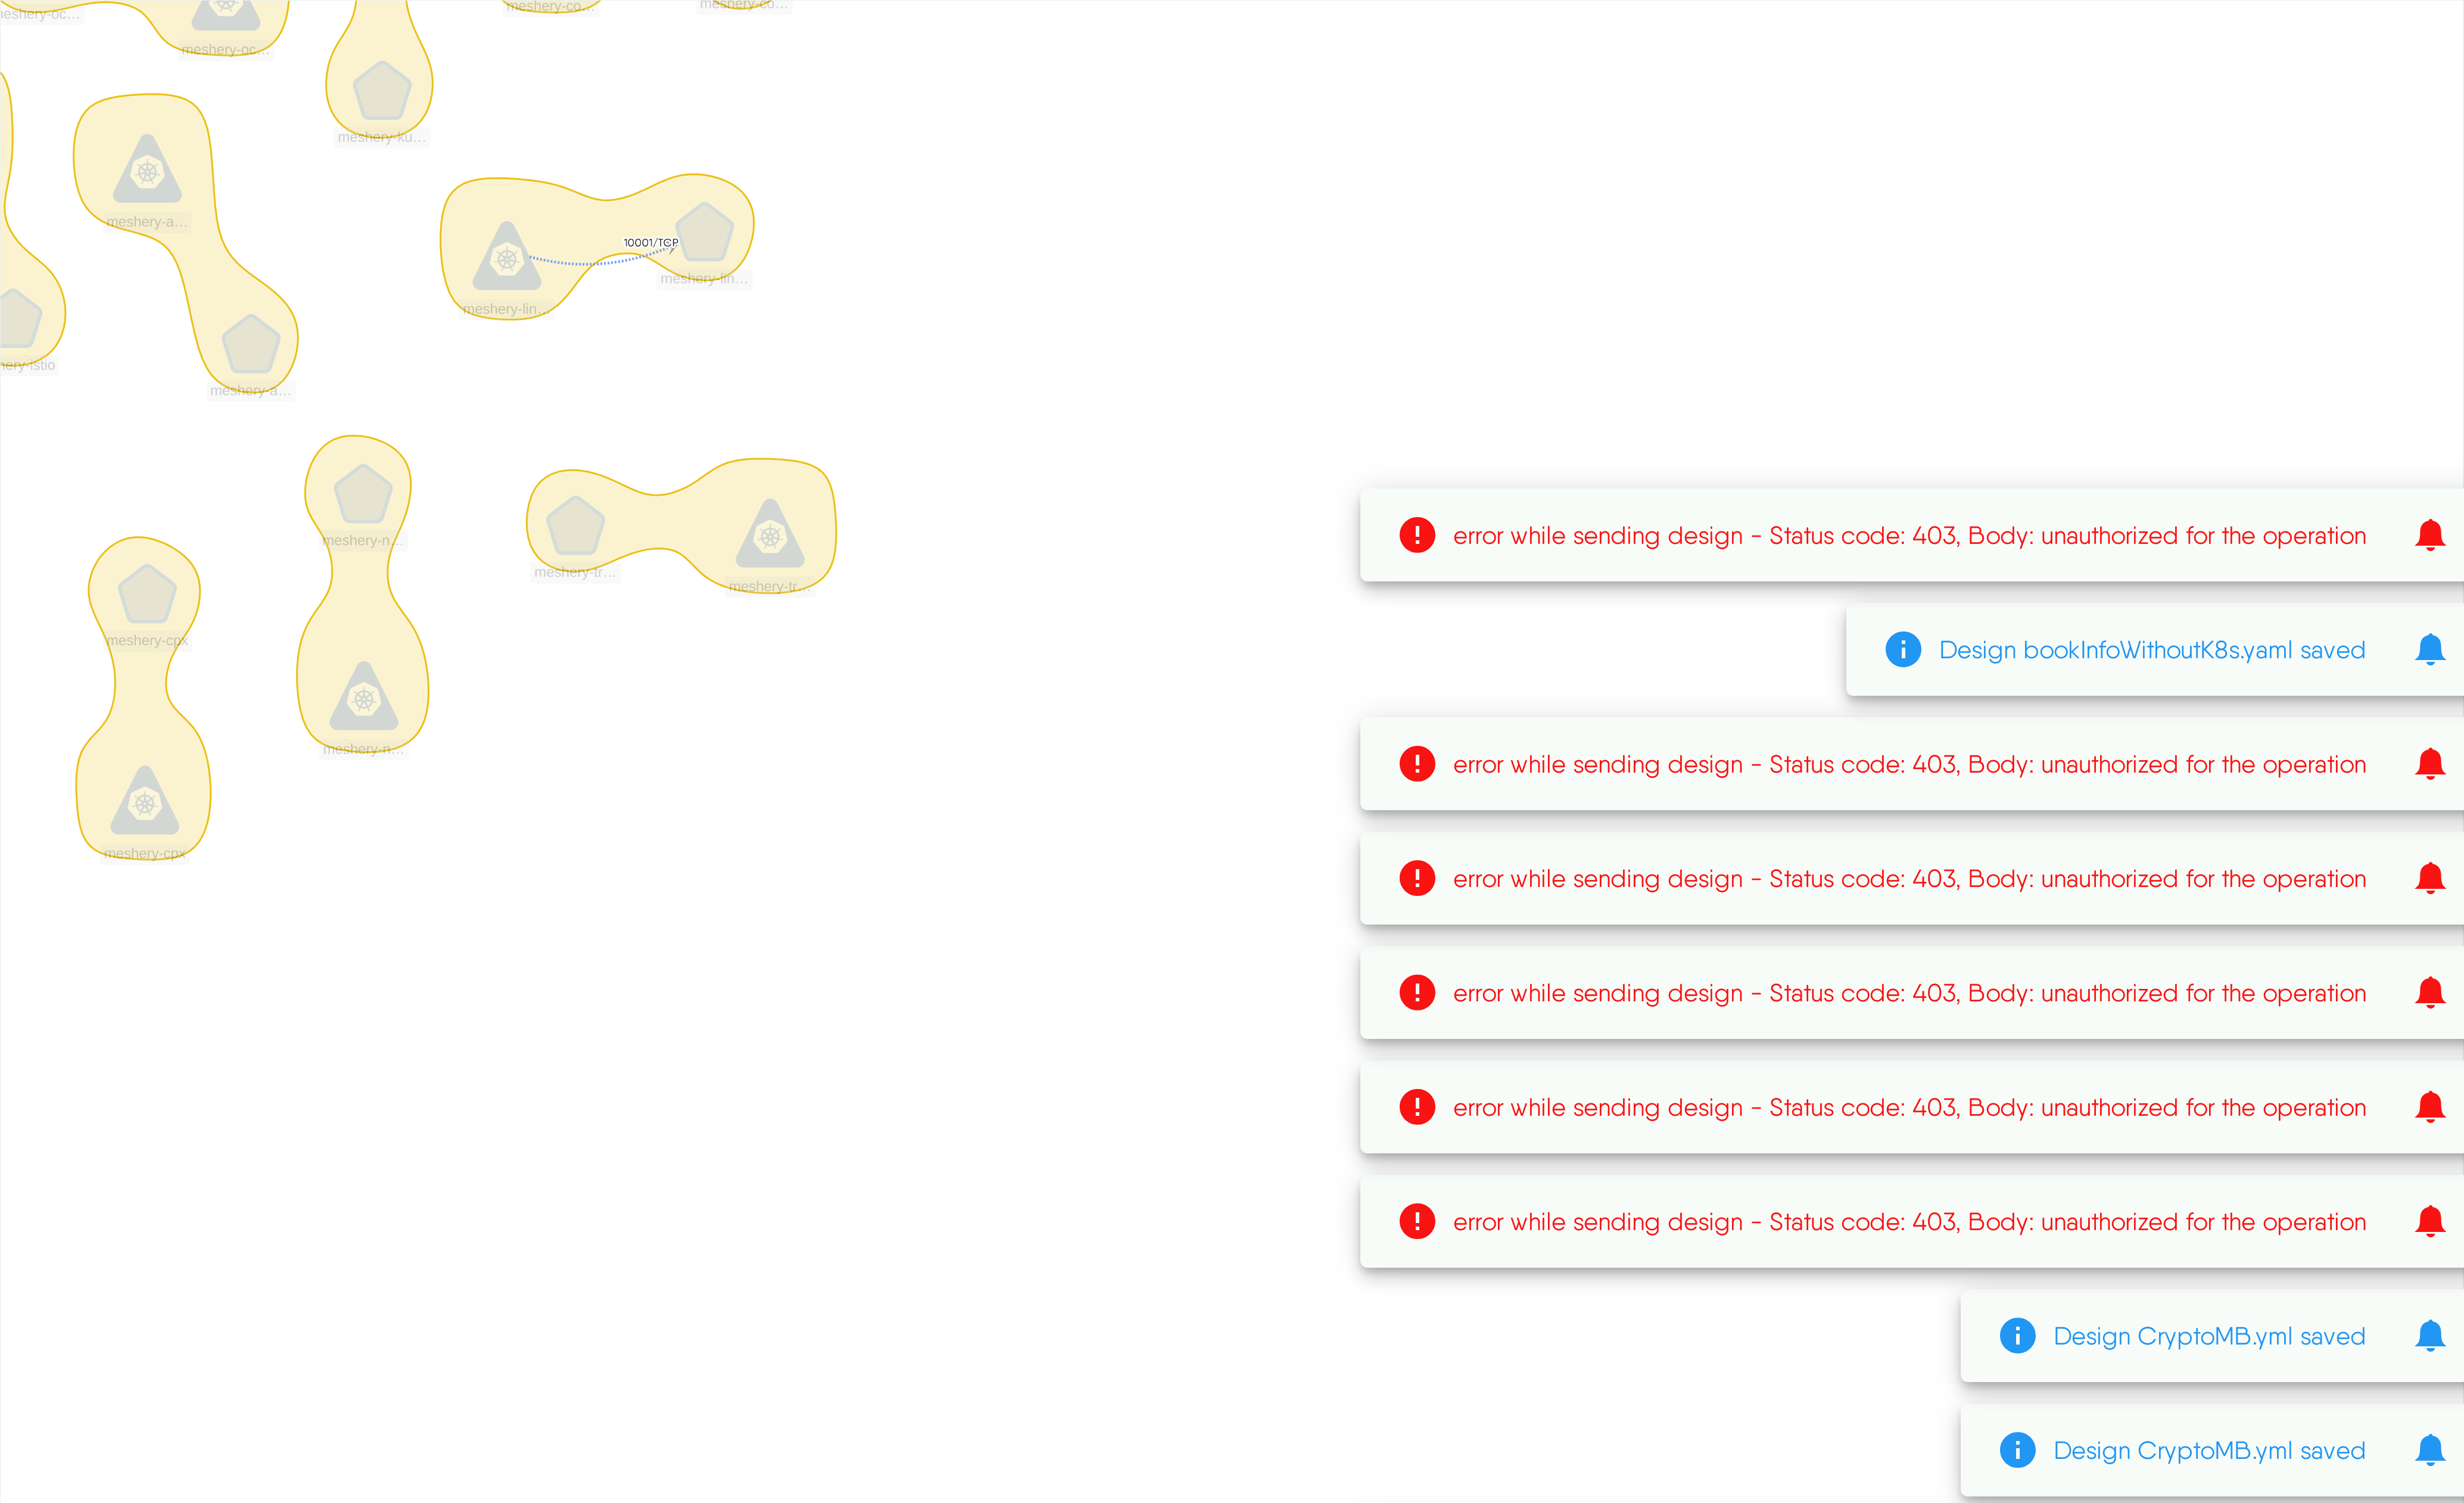 meshery-oc…
meshery-oc…
meshery-co…
meshery-co…
meshery-ku…
meshery-a…
10001/TCP
meshery-lin…
meshery-lin…
hery-istio
meshery-a…
meshery-n…
meshery-tr…
meshery-tr…
meshery-cpx
meshery-n…
meshery-cpx
error while sending design - Status code: 403, Body: unauthorized for the operation
Design bookInfoWithoutK8s.yaml saved
error while sending design - Status code: 403, Body: unauthorized for the operation
error while sending design - Status code: 403, Body: unauthorized for the operation
error while sending design - Status code: 403, Body: unauthorized for the operation
error while sending design - Status code: 403, Body: unauthorized for the operation
error while sending design - Status code: 403, Body: unauthorized for the operation
Design CryptoMB.yml saved
Design CryptoMB.yml saved